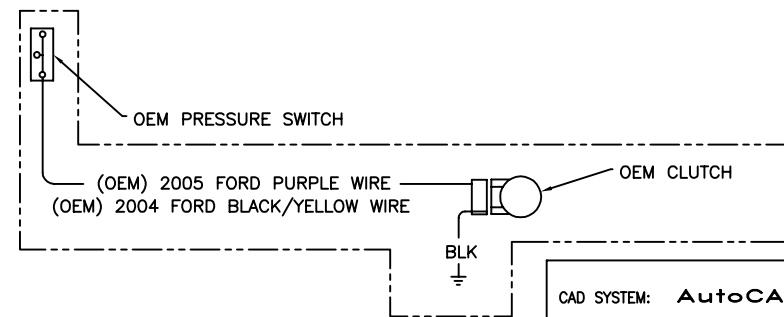 OEM PRESSURE SWITCH
OEM CLUTCH
(OEM) 2005 FORD PURPLE WIRE
(OEM) 2004 FORD BLACK/YELLOW WIRE
BLK
CAD SYSTEM: AutoCA